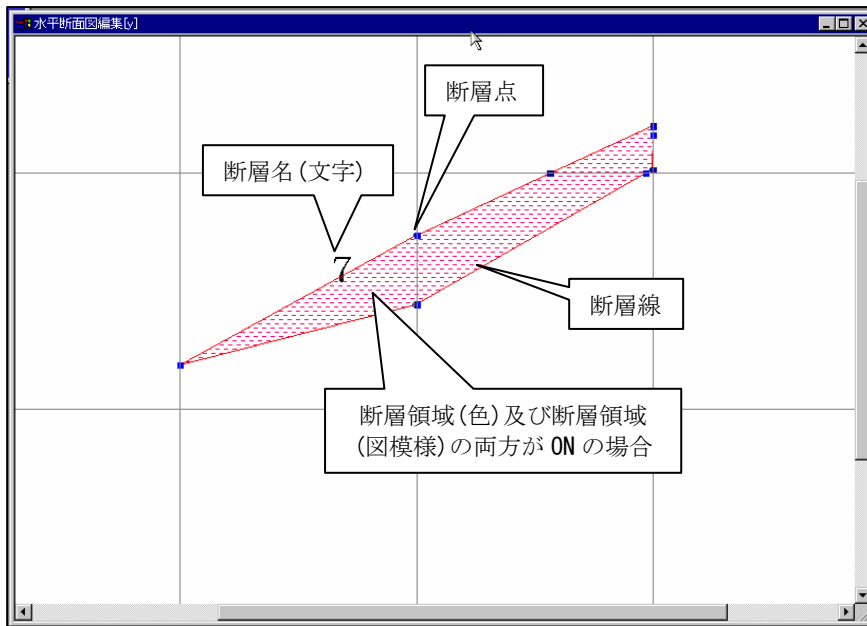 水平断面図編集[y]
断層点
断層名(文字)
7
断層線
断層領域(色)及び断層領域
(図模様)の両方が ON の場合